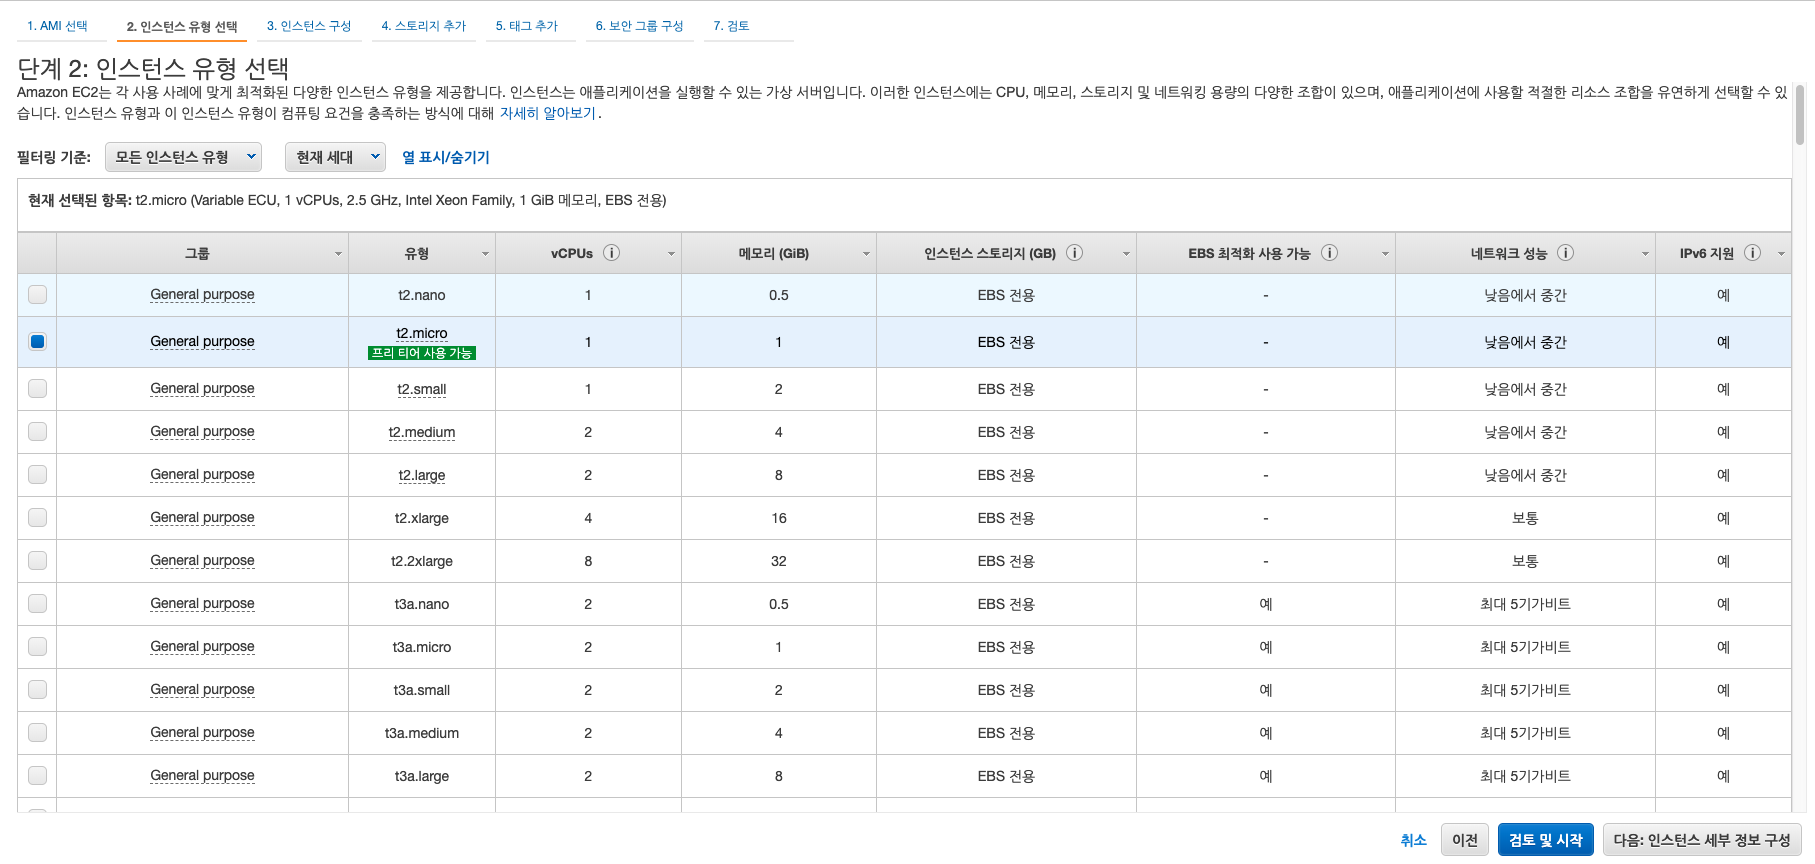 1. AMI 선택 2. 인스턴스 유형 선택 3. 인스턴스 구성 4. 스토리지 추가 5. 태그 추가 6. 보안 그룹 구성 7. 검토
단계 2: 인스턴스 유형 선택
Amazon EC2는 각 사용 사례에 맞게 최적화된 다양한 인스턴스 유형을 제공합니다. 인스턴스는 애플리케이션을 실행할 수 있는 가상 서버입니다. 이러한 인스턴스에는 CPU, 메모리, 스토리지 및 네트워킹 용량의 다양한 조합이 있으며, 애플리케이션에 사용할 적절한 리소스 조합을 유연하게 선택할 수 있
습니다. 인스턴스 유형과 이 인스턴스 유형이 컴퓨팅 요건을 충족하는 방식에 대해 자세히 알아보기.
필터링 기준: 모든 인스턴스 유형 현재 세대 열 표시/숨기기
현재 선택된 항목: t2.micro (Variable ECU, 1 vCPUs, 2.5 GHz, Intel Xeon Family, 1 GiB 메모리, EBS 전용)
그룹 유형 vCPUs 메모리 (GiB) 인스턴스 스토리지 (GB) EBS 최적화 사용 가능 네트워크 성능 IPv6 지원
General purpose t2.nano 1 0.5 EBS 전용 - 낮음에서 중간 예
General purpose t2.micro 1 1 EBS 전용 - 낮음에서 중간 예
프리 티어 사용 가능
General purpose t2.small 1 2 EBS 전용 - 낮음에서 중간 예
General purpose t2.medium 2 4 EBS 전용 - 낮음에서 중간 예
General purpose t2.large 2 8 EBS 전용 - 낮음에서 중간 예
General purpose t2.xlarge 4 16 EBS 전용 - 보통 예
General purpose t2.2xlarge 8 32 EBS 전용 - 보통 예
General purpose t3a.nano 2 0.5 EBS 전용 예 최대 5기가비트 예
General purpose t3a.micro 2 1 EBS 전용 예 최대 5기가비트 예
General purpose t3a.small 2 2 EBS 전용 예 최대 5기가비트 예
General purpose t3a.medium 2 4 EBS 전용 예 최대 5기가비트 예
General purpose t3a.large 2 8 EBS 전용 예 최대 5기가비트 예
취소 이전 검토 및 시작 다음: 인스턴스 세부 정보 구성